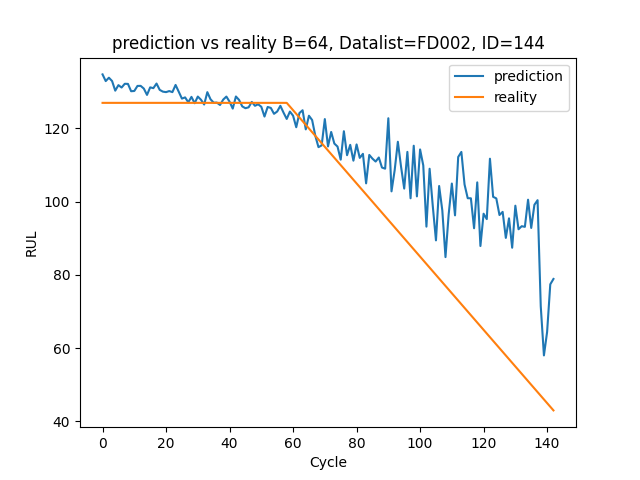 prediction vs reality B=64, Datalist=FD002, ID=144
prediction
reality
120
100
80
60
40
RUL
0 20 40 60 80 100 120 140
Cycle